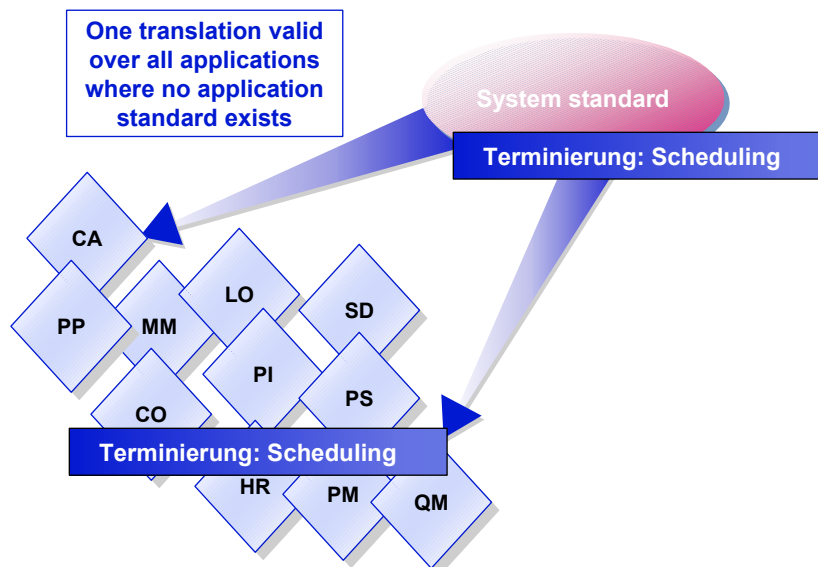 One translation valid
over all applications
where no application
standard exists
System standard
Terminierung: Scheduling
CA
LO
SD
PP
MM
PI
PS
CO
Terminierung: Scheduling
HR
PM
QM